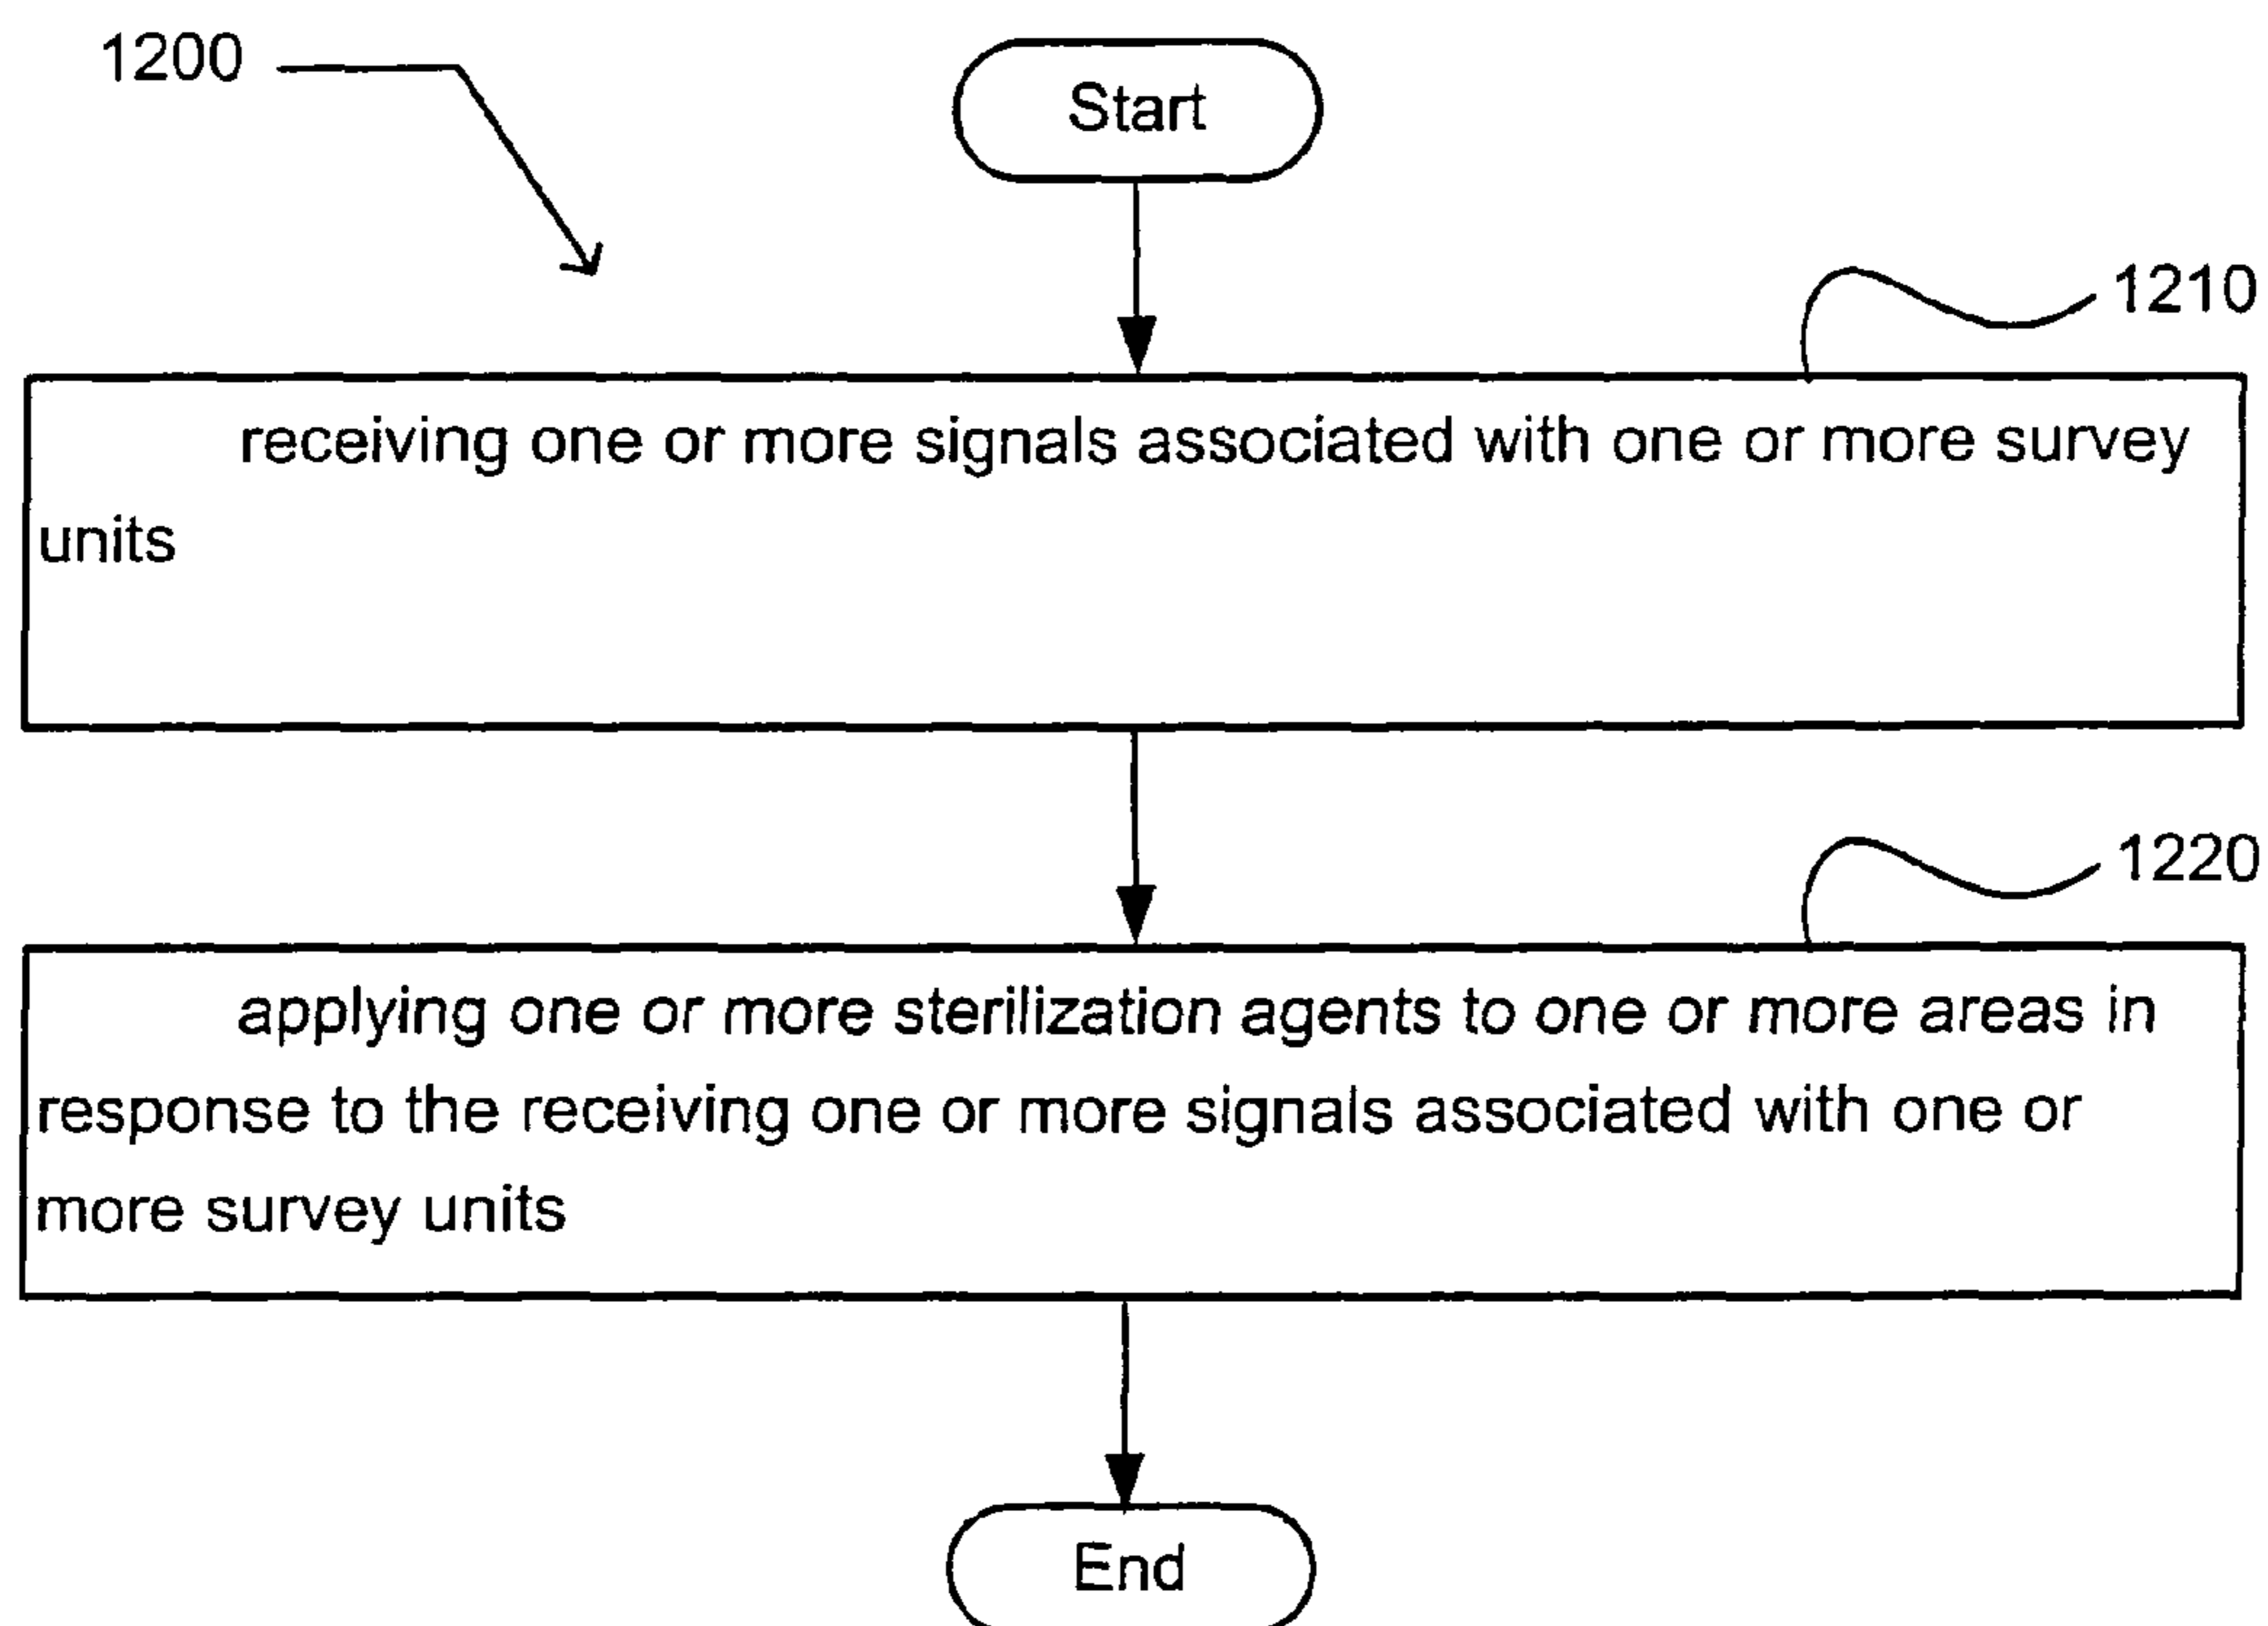 1200
Start
1210
receiving one or more signals associated with one or more survey
units
1220
applying one or more sterilization agents to one or more areas in
response to the receiving one or more signals associated with one or
more survey units
End